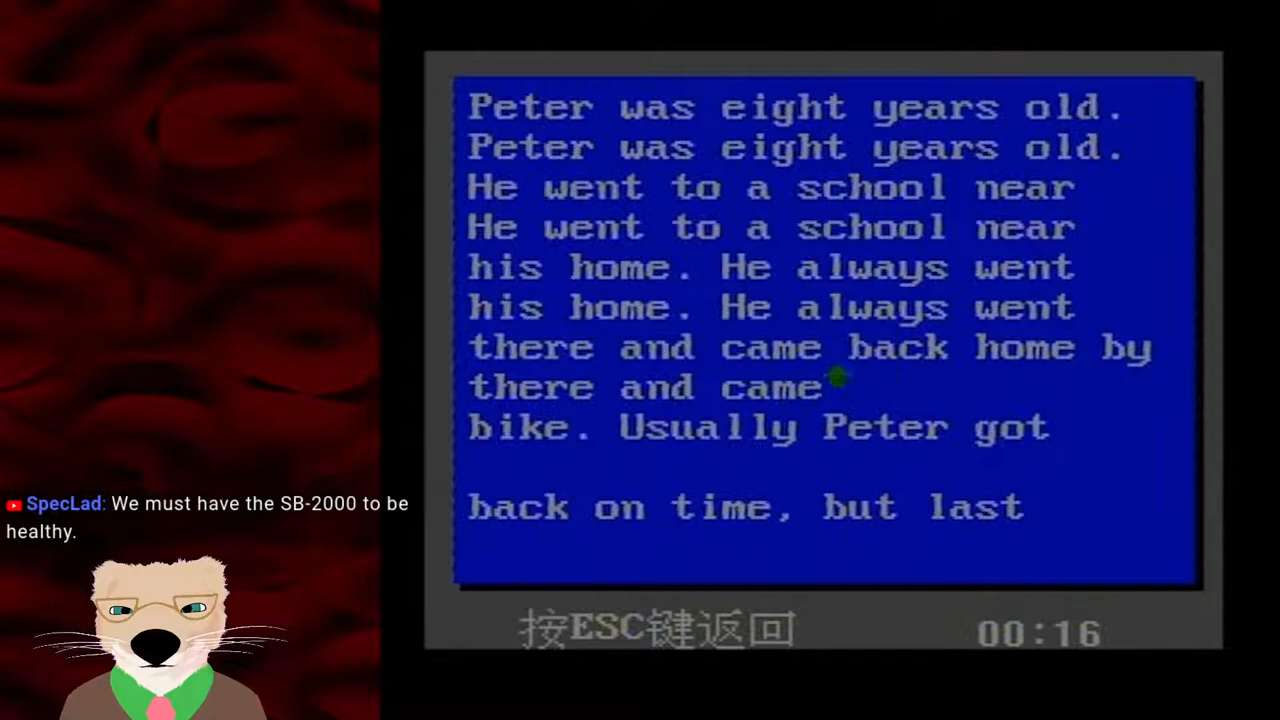 Peter was eight years old.
Peter was eight years old.
He went to a school near
He went to a school near
his home. He always went
his home. He always went
there and came back home by
there and came
bike. Usually Peter got
back on time, but last
SpecLad: We must have the SB-2000 to be
healthy.
按ESC键返回
00:16